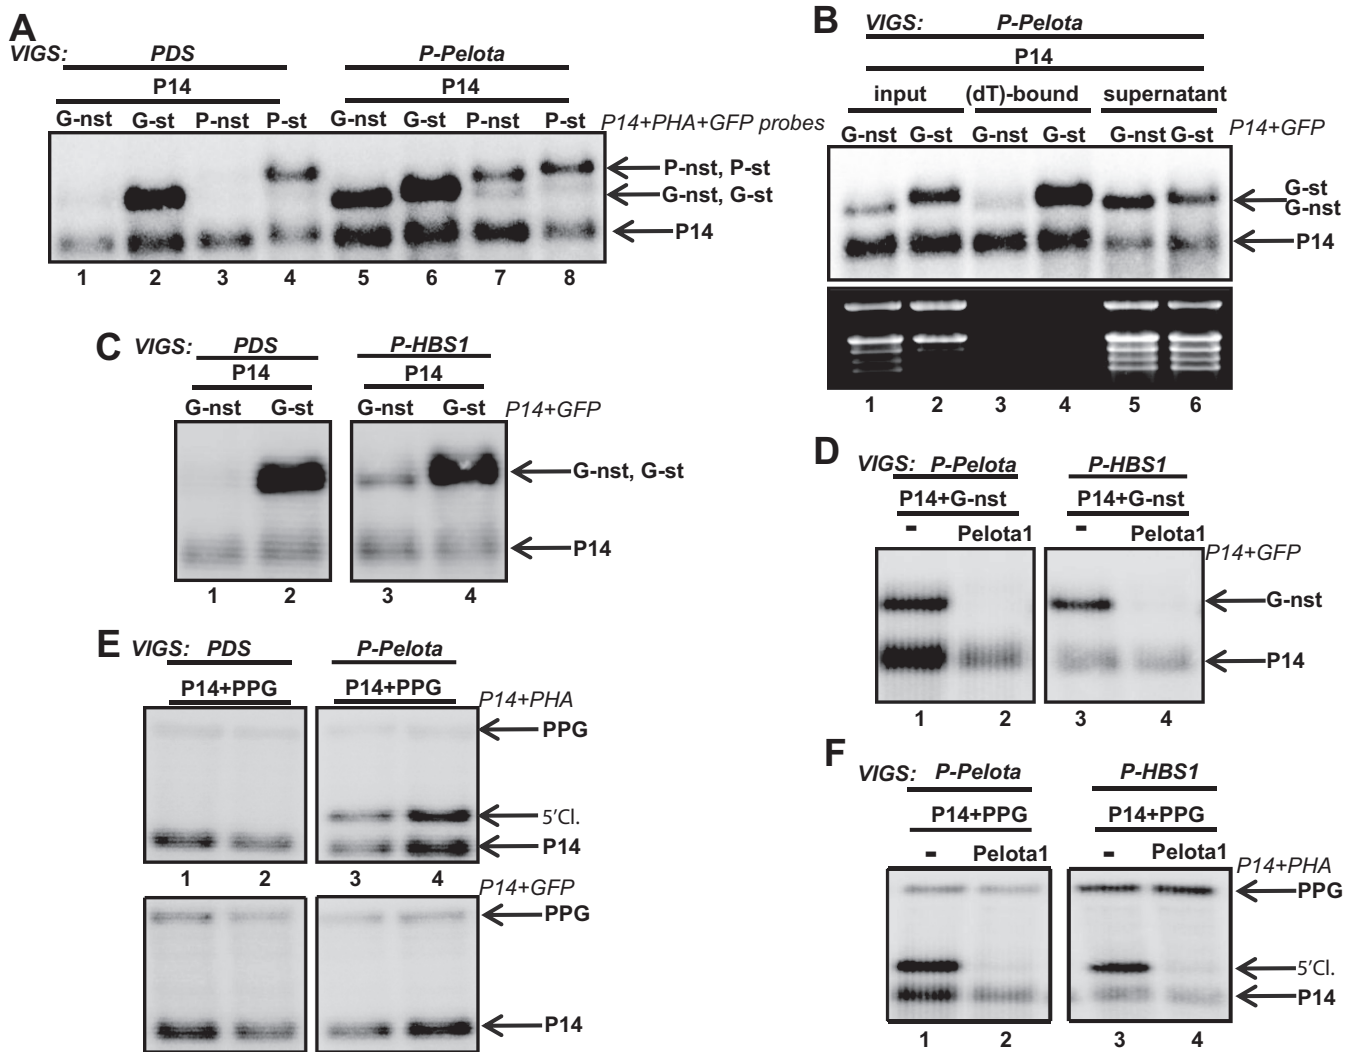 A
VIGS: PDS P-Pelota
P14 P14
G-nst G-st P-nst P-st G-nst G-st P-nst P-st P14+PHA+GFP probes
P-nst, P-st
G-nst, G-st
P14
1 2 3 4 5 6 7 8
B
VIGS: P-Pelota
P14
input (dT)-bound supernatant
G-nst G-st G-nst G-st G-nst G-st P14+GFP
G-st
G-nst
P14
1 2 3 4 5 6
C VIGS: PDS P-HBS1
P14 P14
G-nst G-st G-nst G-st P14+GFP
G-nst, G-st
P14
1 2 3 4
D
VIGS: P-Pelota P-HBS1
P14+G-nst P14+G-nst
- Pelota1 - Pelota1
P14+GFP
G-nst
P14
1 2 3 4
E VIGS: PDS P-Pelota
P14+PPG P14+PPG
P14+PHA
PPG
5'Cl.
P14
1 2 3 4
P14+GFP
PPG
P14
F
VIGS: P-Pelota P-HBS1
P14+PPG P14+PPG
- Pelota1 - Pelota1 P14+PHA
PPG
5'Cl.
P14
1 2 3 4